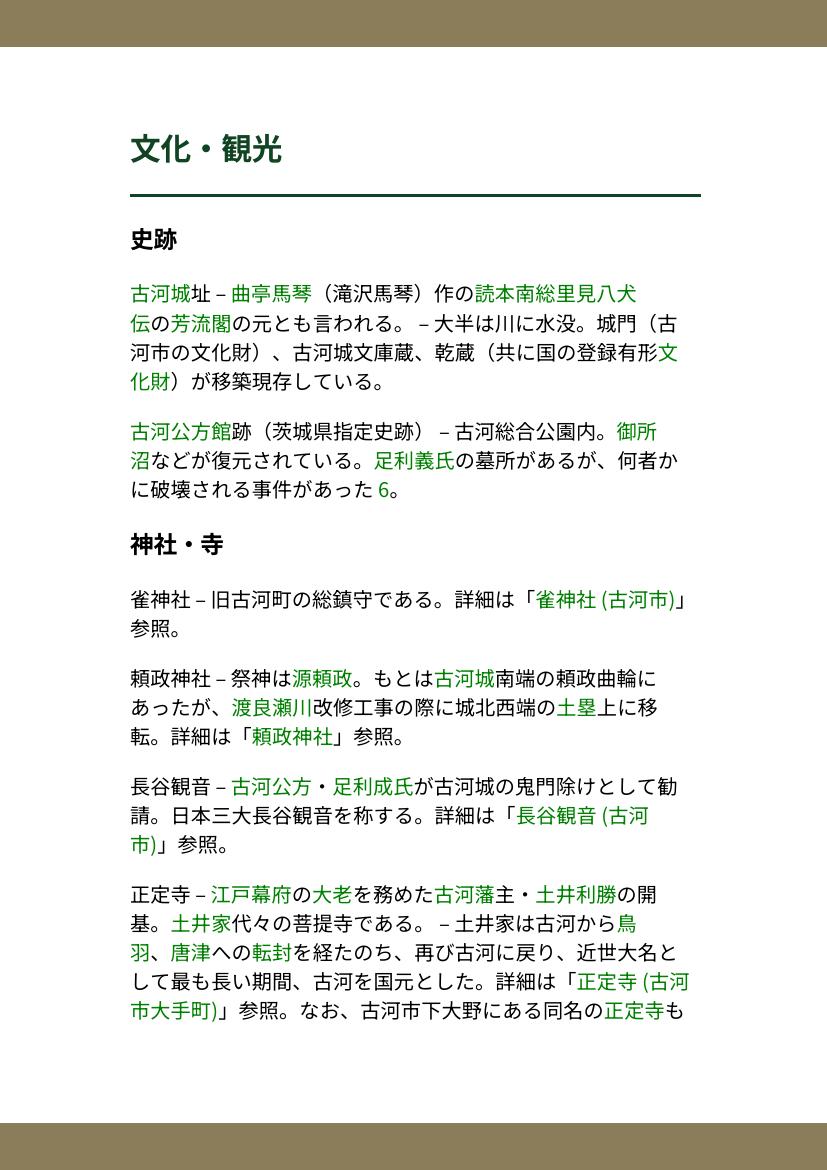 文化・観光
史跡
古河城址 – 曲亭馬琴（滝沢馬琴）作の読本南総里見八犬
伝の芳流閣の元とも言われる。 – 大半は川に水没。城門（古
河市の文化財）、古河城文庫蔵、乾蔵（共に国の登録有形文
化財）が移築現存している。
古河公方館跡（茨城県指定史跡） – 古河総合公園内。御所
沼などが復元されている。足利義氏の墓所があるが、何者か
に破壊される事件があった 6。
神社・寺
雀神社 – 旧古河町の総鎮守である。詳細は「雀神社 (古河市)」
参照。
頼政神社 – 祭神は源頼政。もとは古河城南端の頼政曲輪に
あったが、渡良瀬川改修工事の際に城北西端の土塁上に移
転。詳細は「頼政神社」参照。
長谷観音 – 古河公方・足利成氏が古河城の鬼門除けとして勧
請。日本三大長谷観音を称する。詳細は「長谷観音 (古河
市)」参照。
正定寺 – 江戸幕府の大老を務めた古河藩主・土井利勝の開
基。土井家代々の菩提寺である。 – 土井家は古河から鳥
羽、唐津への転封を経たのち、再び古河に戻り、近世大名と
して最も長い期間、古河を国元とした。詳細は「正定寺 (古河
市大手町)」参照。なお、古河市下大野にある同名の正定寺も